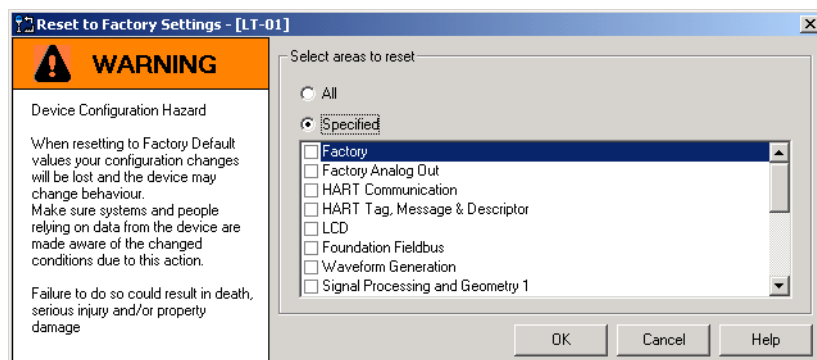 Reset to Factory Settings - [LT-01]
WARNING
Device Configuration Hazard
When resetting to Factory Default
values your configuration changes
will be lost and the device may
change behaviour.
Make sure systems and people
relying on data from the device are
made aware of the changed
conditions due to this action.
Failure to do so could result in death,
serious injury and/or property
damage
Select areas to reset
All
Specified
Factory
Factory Analog Out
HART Communication
HART Tag, Message & Descriptor
LCD
Foundation Fieldbus
Waveform Generation
Signal Processing and Geometry 1
OK
Cancel
Help